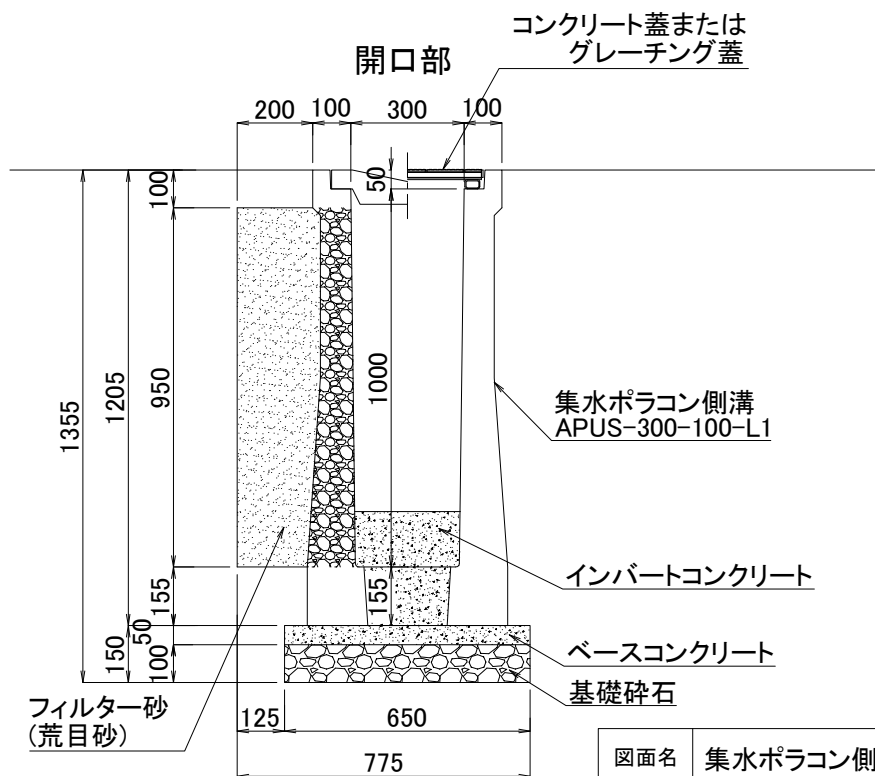 コンクリート蓋または
グレーチング蓋
開口部
200
100
300
100
50
100
950
1000
1205
1355
集水ポラコン側溝
APUS-300-100-L1
インバートコンクリート
155
155
50
150
100
ベースコンクリート
基礎砕石
フィルター砂
(荒目砂)
125
650
775
図面名
集水ポラコン側